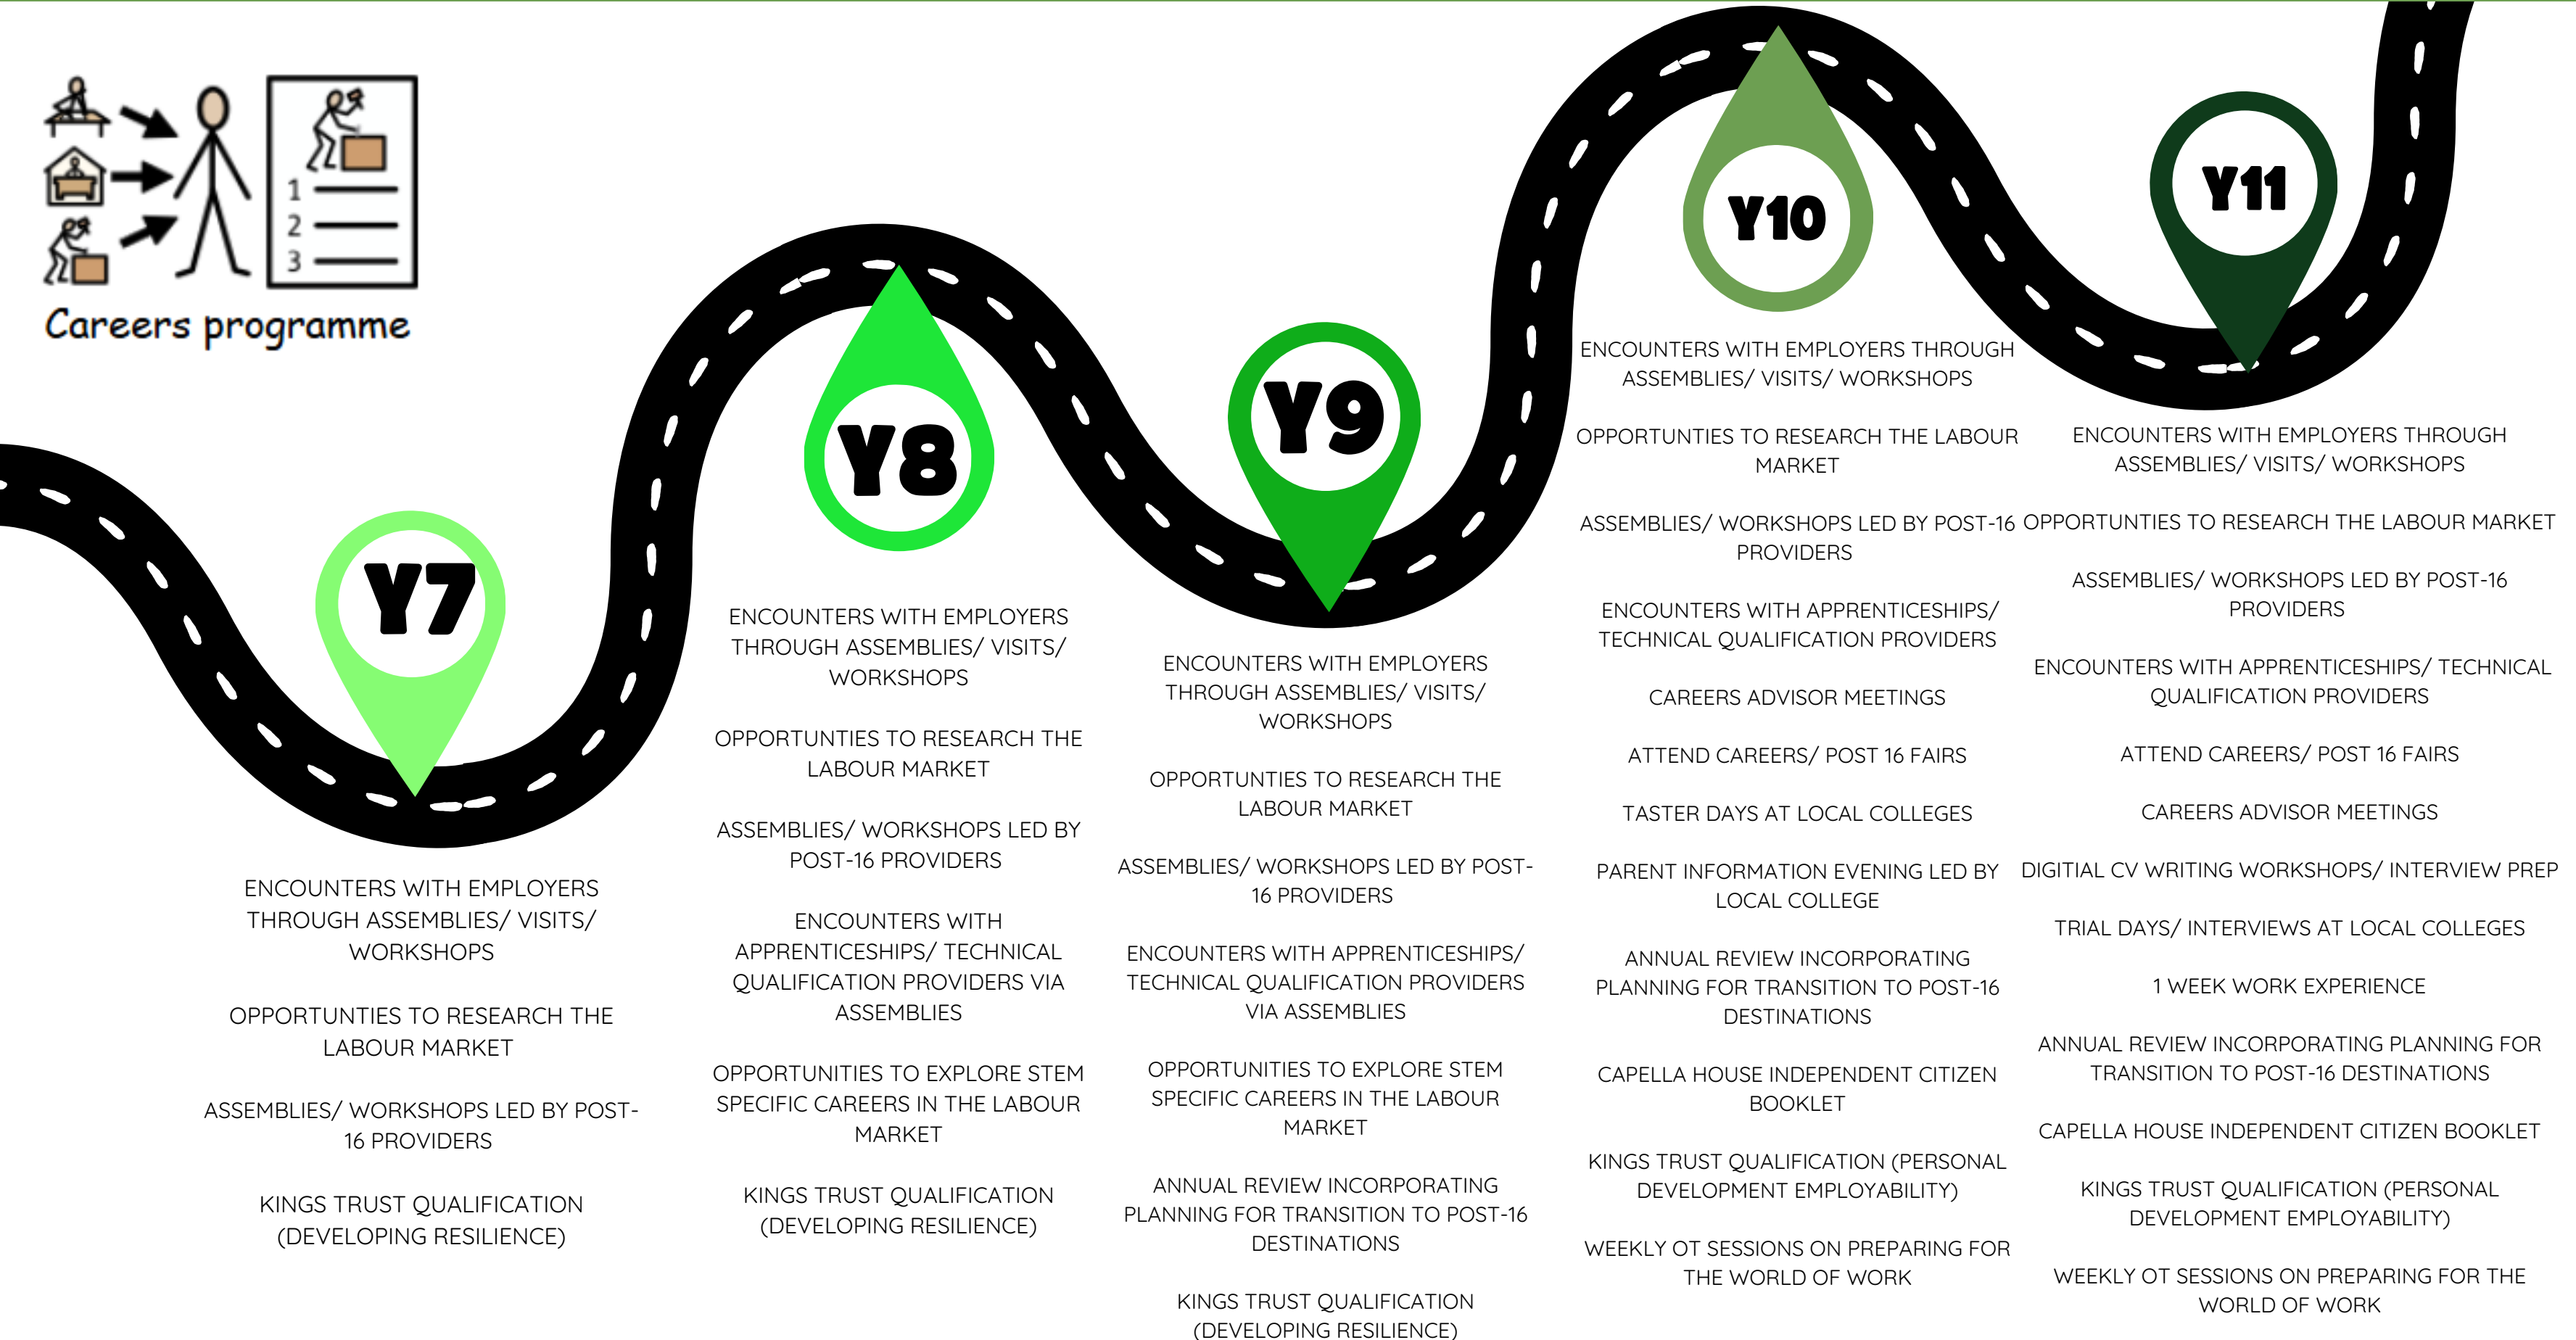 1
2
3
Careers programme
Y7
ENCOUNTERS WITH EMPLOYERS
THROUGH ASSEMBLIES/ VISITS/
WORKSHOPS
OPPORTUNTIES TO RESEARCH THE
LABOUR MARKET
ASSEMBLIES/ WORKSHOPS LED BY POST-
16 PROVIDERS
KINGS TRUST QUALIFICATION
(DEVELOPING RESILIENCE)
Y8
ENCOUNTERS WITH EMPLOYERS
THROUGH ASSEMBLIES/ VISITS/
WORKSHOPS
OPPORTUNTIES TO RESEARCH THE
LABOUR MARKET
ASSEMBLIES/ WORKSHOPS LED BY
POST-16 PROVIDERS
ENCOUNTERS WITH
APPRENTICESHIPS/ TECHNICAL
QUALIFICATION PROVIDERS VIA
ASSEMBLIES
OPPORTUNITIES TO EXPLORE STEM
SPECIFIC CAREERS IN THE LABOUR
MARKET
KINGS TRUST QUALIFICATION
(DEVELOPING RESILIENCE)
Y9
ENCOUNTERS WITH EMPLOYERS
THROUGH ASSEMBLIES/ VISITS/
WORKSHOPS
OPPORTUNTIES TO RESEARCH THE
LABOUR MARKET
ASSEMBLIES/ WORKSHOPS LED BY POST-
16 PROVIDERS
ENCOUNTERS WITH APPRENTICESHIPS/
TECHNICAL QUALIFICATION PROVIDERS
VIA ASSEMBLIES
OPPORTUNITIES TO EXPLORE STEM
SPECIFIC CAREERS IN THE LABOUR
MARKET
ANNUAL REVIEW INCORPORATING
PLANNING FOR TRANSITION TO POST-16
DESTINATIONS
KINGS TRUST QUALIFICATION
(DEVELOPING RESILIENCE)
Y10
ENCOUNTERS WITH EMPLOYERS THROUGH
ASSEMBLIES/ VISITS/ WORKSHOPS
OPPORTUNTIES TO RESEARCH THE LABOUR
MARKET
ASSEMBLIES/ WORKSHOPS LED BY POST-16
PROVIDERS
ENCOUNTERS WITH APPRENTICESHIPS/
TECHNICAL QUALIFICATION PROVIDERS
CAREERS ADVISOR MEETINGS
ATTEND CAREERS/ POST 16 FAIRS
TASTER DAYS AT LOCAL COLLEGES
PARENT INFORMATION EVENING LED BY
LOCAL COLLEGE
ANNUAL REVIEW INCORPORATING
PLANNING FOR TRANSITION TO POST-16
DESTINATIONS
CAPELLA HOUSE INDEPENDENT CITIZEN
BOOKLET
KINGS TRUST QUALIFICATION (PERSONAL
DEVELOPMENT EMPLOYABILITY)
WEEKLY OT SESSIONS ON PREPARING FOR
THE WORLD OF WORK
Y11
ENCOUNTERS WITH EMPLOYERS THROUGH
ASSEMBLIES/ VISITS/ WORKSHOPS
OPPORTUNTIES TO RESEARCH THE LABOUR MARKET
ASSEMBLIES/ WORKSHOPS LED BY POST-16
PROVIDERS
ENCOUNTERS WITH APPRENTICESHIPS/ TECHNICAL
QUALIFICATION PROVIDERS
ATTEND CAREERS/ POST 16 FAIRS
CAREERS ADVISOR MEETINGS
DIGITIAL CV WRITING WORKSHOPS/ INTERVIEW PREP
TRIAL DAYS/ INTERVIEWS AT LOCAL COLLEGES
1 WEEK WORK EXPERIENCE
ANNUAL REVIEW INCORPORATING PLANNING FOR
TRANSITION TO POST-16 DESTINATIONS
CAPELLA HOUSE INDEPENDENT CITIZEN BOOKLET
KINGS TRUST QUALIFICATION (PERSONAL
DEVELOPMENT EMPLOYABILITY)
WEEKLY OT SESSIONS ON PREPARING FOR THE
WORLD OF WORK